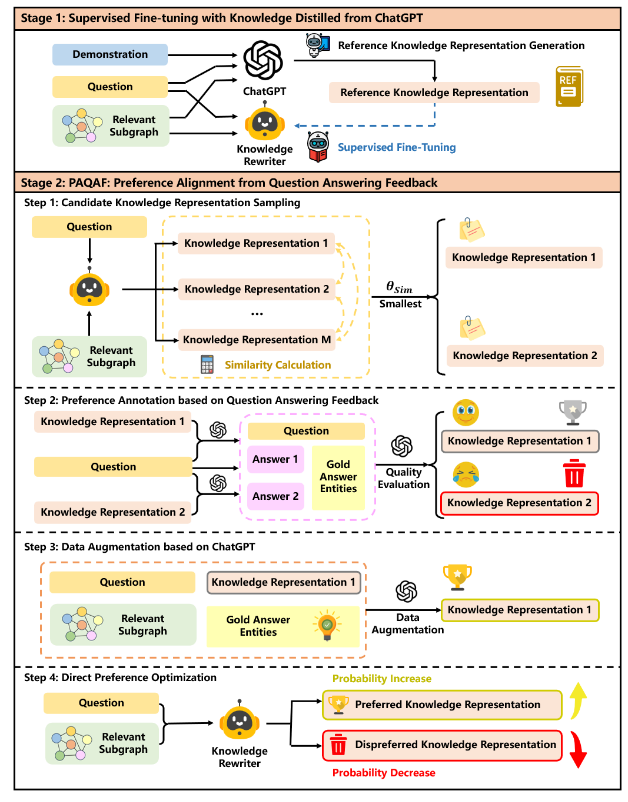 Stage 1: Supervised Fine-tuning with Knowledge Distilled from ChatGPT
Demonstration
Question
Relevant
Subgraph
ChatGPT
Knowledge
Rewriter
Reference Knowledge Representation Generation
Reference Knowledge Representation
REF
Supervised Fine-Tuning
Stage 2: PAQAF: Preference Alignment from Question Answering Feedback
Step 1: Candidate Knowledge Representation Sampling
Question
Relevant
Subgraph
Knowledge Representation 1
Knowledge Representation 2
...
Knowledge Representation M
Similarity Calculation
θSim
Smallest
Knowledge Representation 1
Knowledge Representation 2
Step 2: Preference Annotation based on Question Answering Feedback
Knowledge Representation 1
Question
Knowledge Representation 2
Question
Answer 1
Answer 2
Gold
Answer
Entities
Quality
Evaluation
Knowledge Representation 1
Knowledge Representation 2
Step 3: Data Augmentation based on ChatGPT
Question
Knowledge Representation 1
Relevant
Subgraph
Gold Answer
Entities
Data
Augmentation
Knowledge Representation 1
Step 4: Direct Preference Optimization
Question
Relevant
Subgraph
Knowledge
Rewriter
Probability Increase
Preferred Knowledge Representation
Dispreferred Knowledge Representation
Probability Decrease